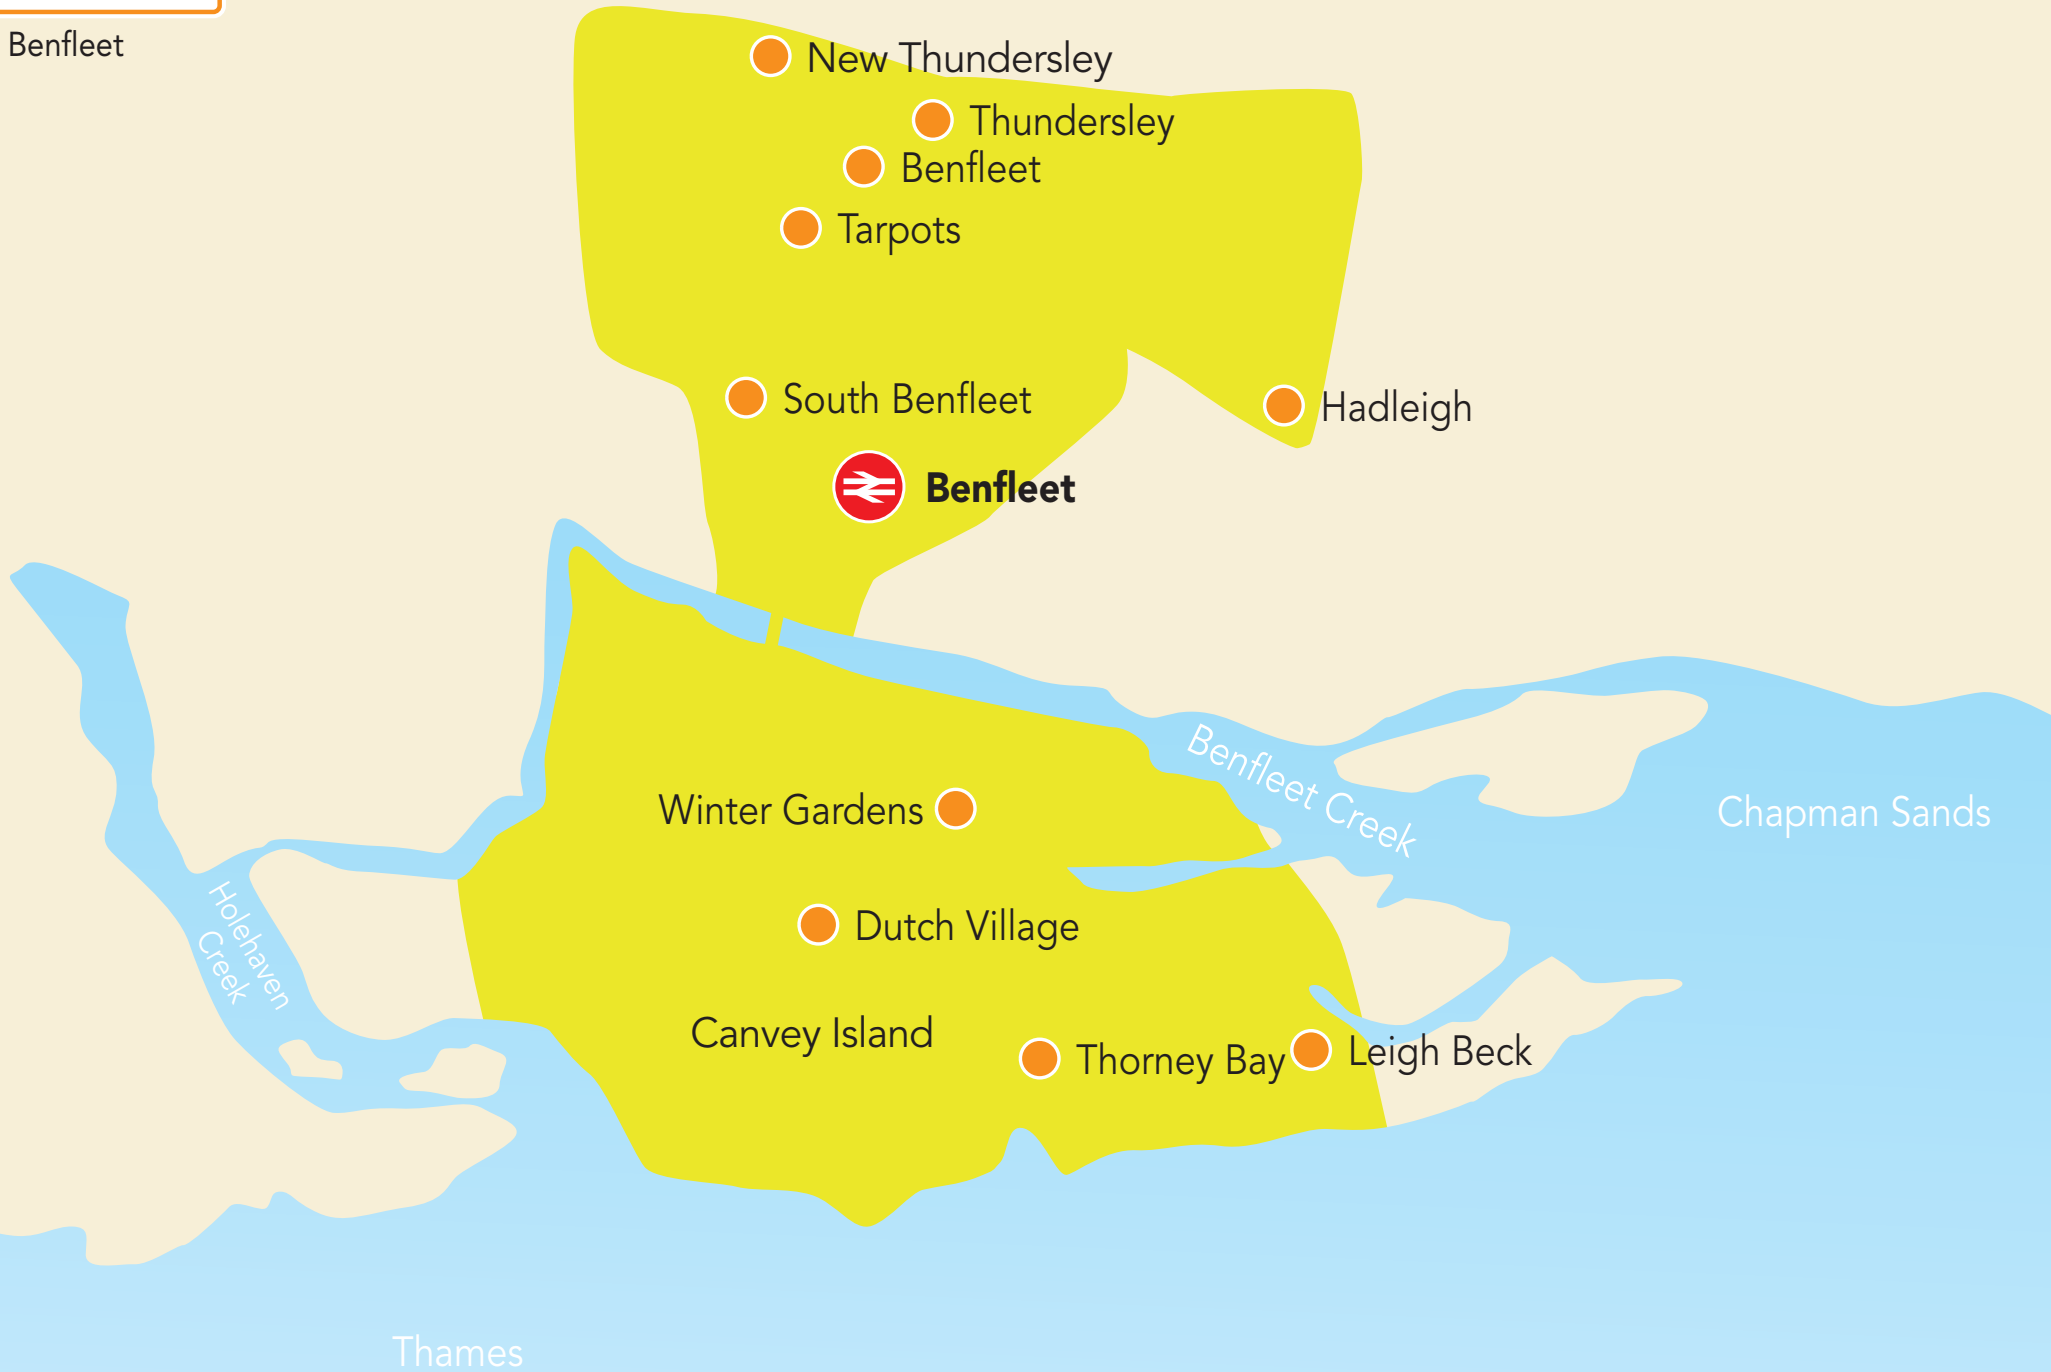 Benfleet
New Thundersley
Thundersley
Benfleet
Tarpots
South Benfleet
Hadleigh
Benfleet
Benfleet Creek
Winter Gardens
Chapman Sands
Holehaven
Creek
Dutch Village
Canvey Island
Thorney Bay
Leigh Beck
Thames